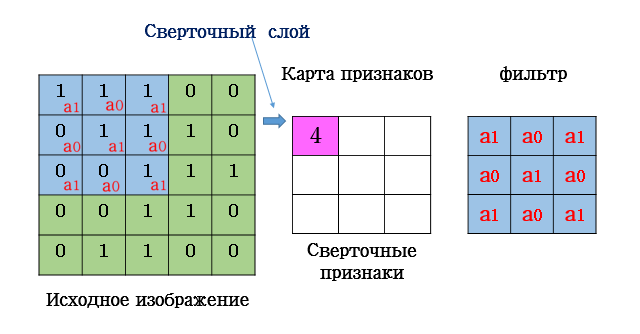 Сверточный слой
Карта признаков
фильтр
1 1 1 0 0
a1 a0 a1
0 1 1 1 0
a0 a1 a0
0 0 1 1 1
a1 a0 a1
0 0 1 1 0
0 1 1 0 0
4
a1 a0 a1
a0 a1 a0
a1 a0 a1
Сверточные
признаки
Исходное изображение